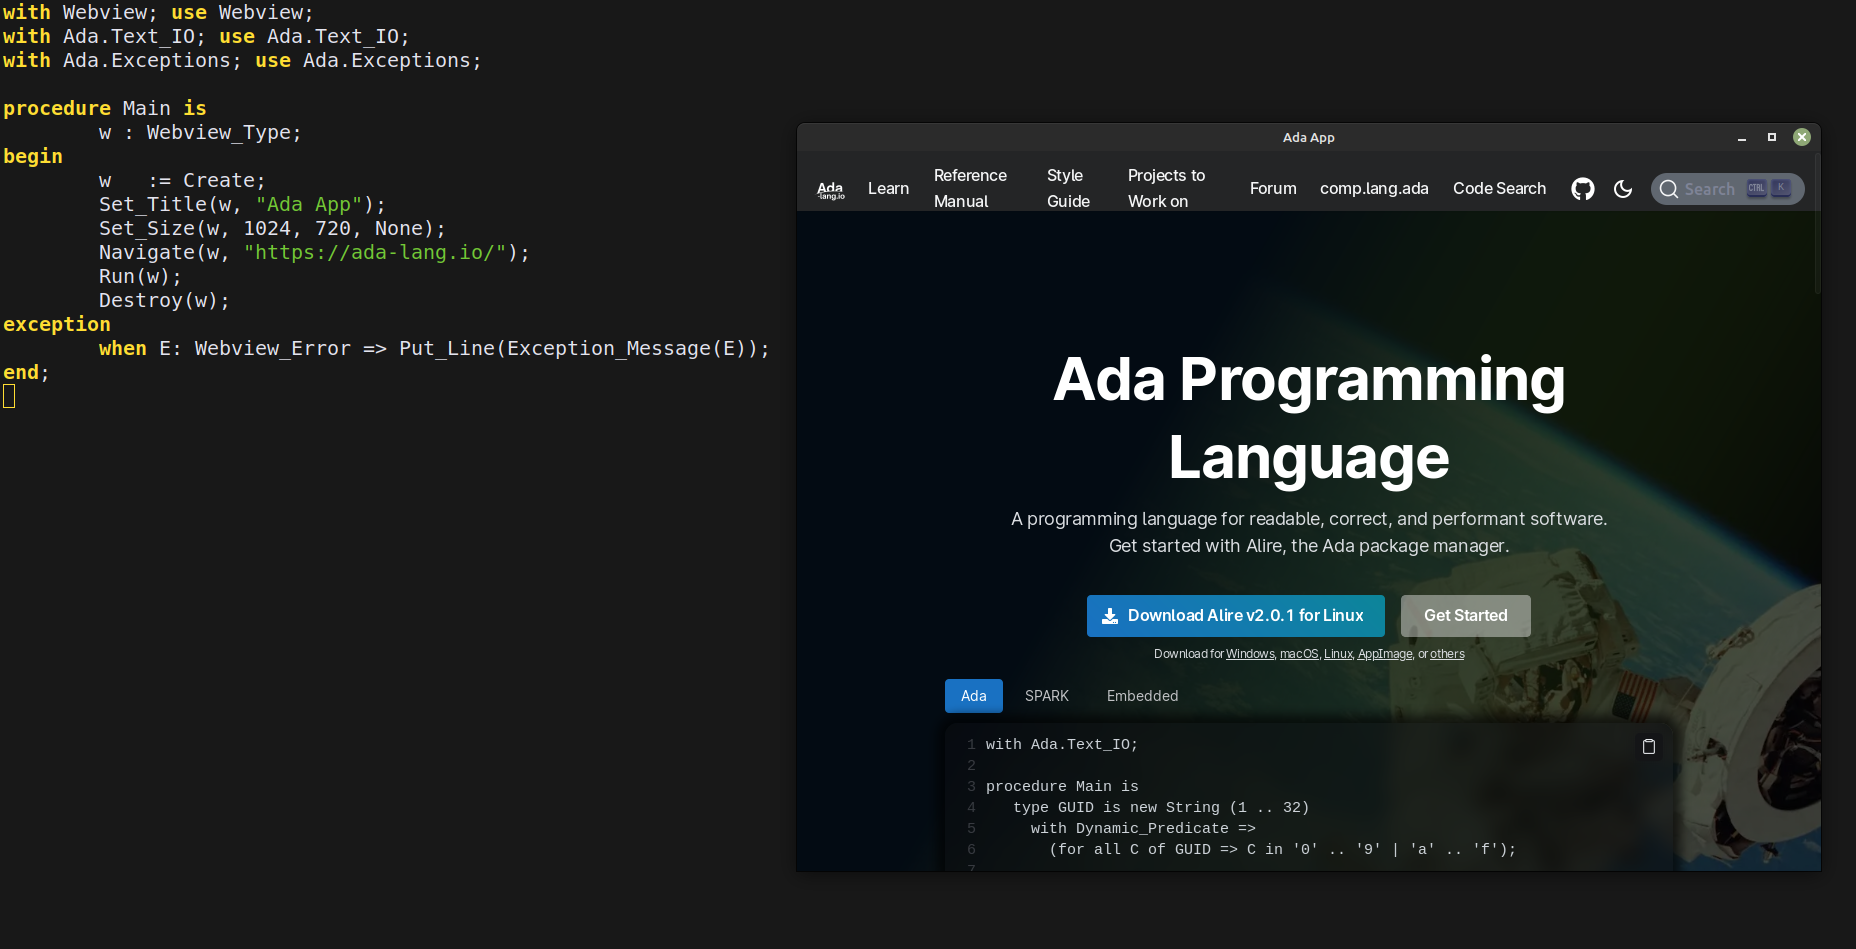 with Webview; use Webview;
with Ada.Text_IO; use Ada.Text_IO;
with Ada.Exceptions; use Ada.Exceptions;
procedure Main is
w : Webview_Type;
begin
w   := Create;
Set_Title(w, "Ada App");
Set_Size(w, 1024, 720, None);
Navigate(w, "https://ada-lang.io/");
Run(w);
Destroy(w);
exception
when E: Webview_Error => Put_Line(Exception_Message(E));
end;
Ada App
Ada
-lang.io
Learn
Reference
Manual
Style
Guide
Projects to
Work on
Forum
comp.lang.ada
Code Search
Search CTRL K
Ada Programming
Language
A programming language for readable, correct, and performant software.
Get started with Alire, the Ada package manager.
Download Alire v2.0.1 for Linux
Get Started
Download for Windows, macOS, Linux, AppImage, or others
Ada SPARK Embedded
1 with Ada.Text_IO;
2
3 procedure Main is
4 type GUID is new String (1 .. 32)
5 with Dynamic_Predicate =>
6 (for all C of GUID => C in '0' .. '9' | 'a' .. 'f');
7